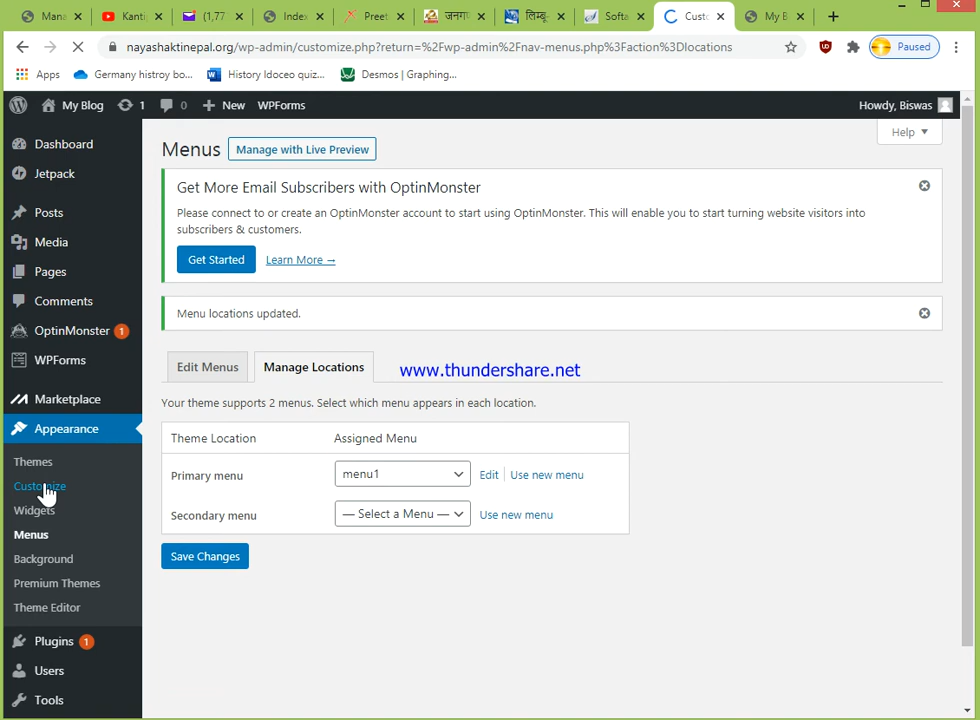 Mana
Kanti
(1,77
Index
Preet
जनग
लिम्बू
Softa
Custo
My B
nayashaktinepal.org/wp-admin/customize.php?return=%2Fwp-admin%2Fnav-menus.php%3Faction%3Dlocations
Paused
Apps
Germany histroy bo...
History Idoceo quiz...
Desmos | Graphing...
My Blog
1
0
New
WPForms
Howdy, Biswas
Help
Dashboard
Jetpack
Posts
Media
Pages
Comments
OptinMonster 1
WPForms
Marketplace
Appearance
Themes
Customize
Widgets
Menus
Background
Premium Themes
Theme Editor
Plugins 1
Users
Tools
Menus
Manage with Live Preview
Get More Email Subscribers with OptinMonster
Please connect to or create an OptinMonster account to start using OptinMonster. This will enable you to start turning website visitors into
subscribers & customers.
Get Started
Learn More →
Menu locations updated.
Edit Menus
Manage Locations
www.thundershare.net
Your theme supports 2 menus. Select which menu appears in each location.
Theme Location
Assigned Menu
Primary menu
menu1
Edit
Use new menu
Secondary menu
— Select a Menu —
Use new menu
Save Changes